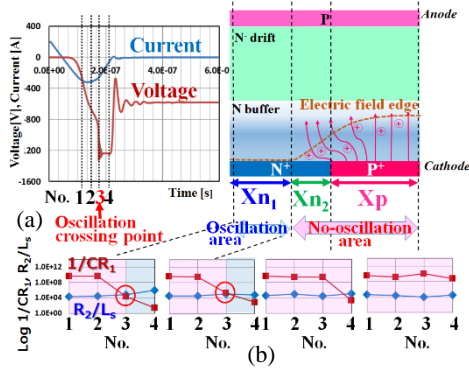 Voltage[V],Current[A]
400
0
-400
-800
-1200
-1600
Current
0.0E+00
2.0E-07
6.0E
Voltage
Time [s]
No. 1 2 3 4
(a)
Oscillation
crossing point
P
Anode
N⁻ drift
N buffer
Electric field edge
N⁺
P⁺
Cathode
Xn₁
Xn₂
Xp
Oscillation
area
No-oscillation
area
Log 1/CR₁, R₂/Lₛ
1.0E+12
1.0E+08
1.0E+04
1.0E+00
1/CR₁
R₂/Lₛ
1 2 3 4
No.
1 2 3 4
No.
1 2 3 4
No.
1 2 3 4
No.
(b)